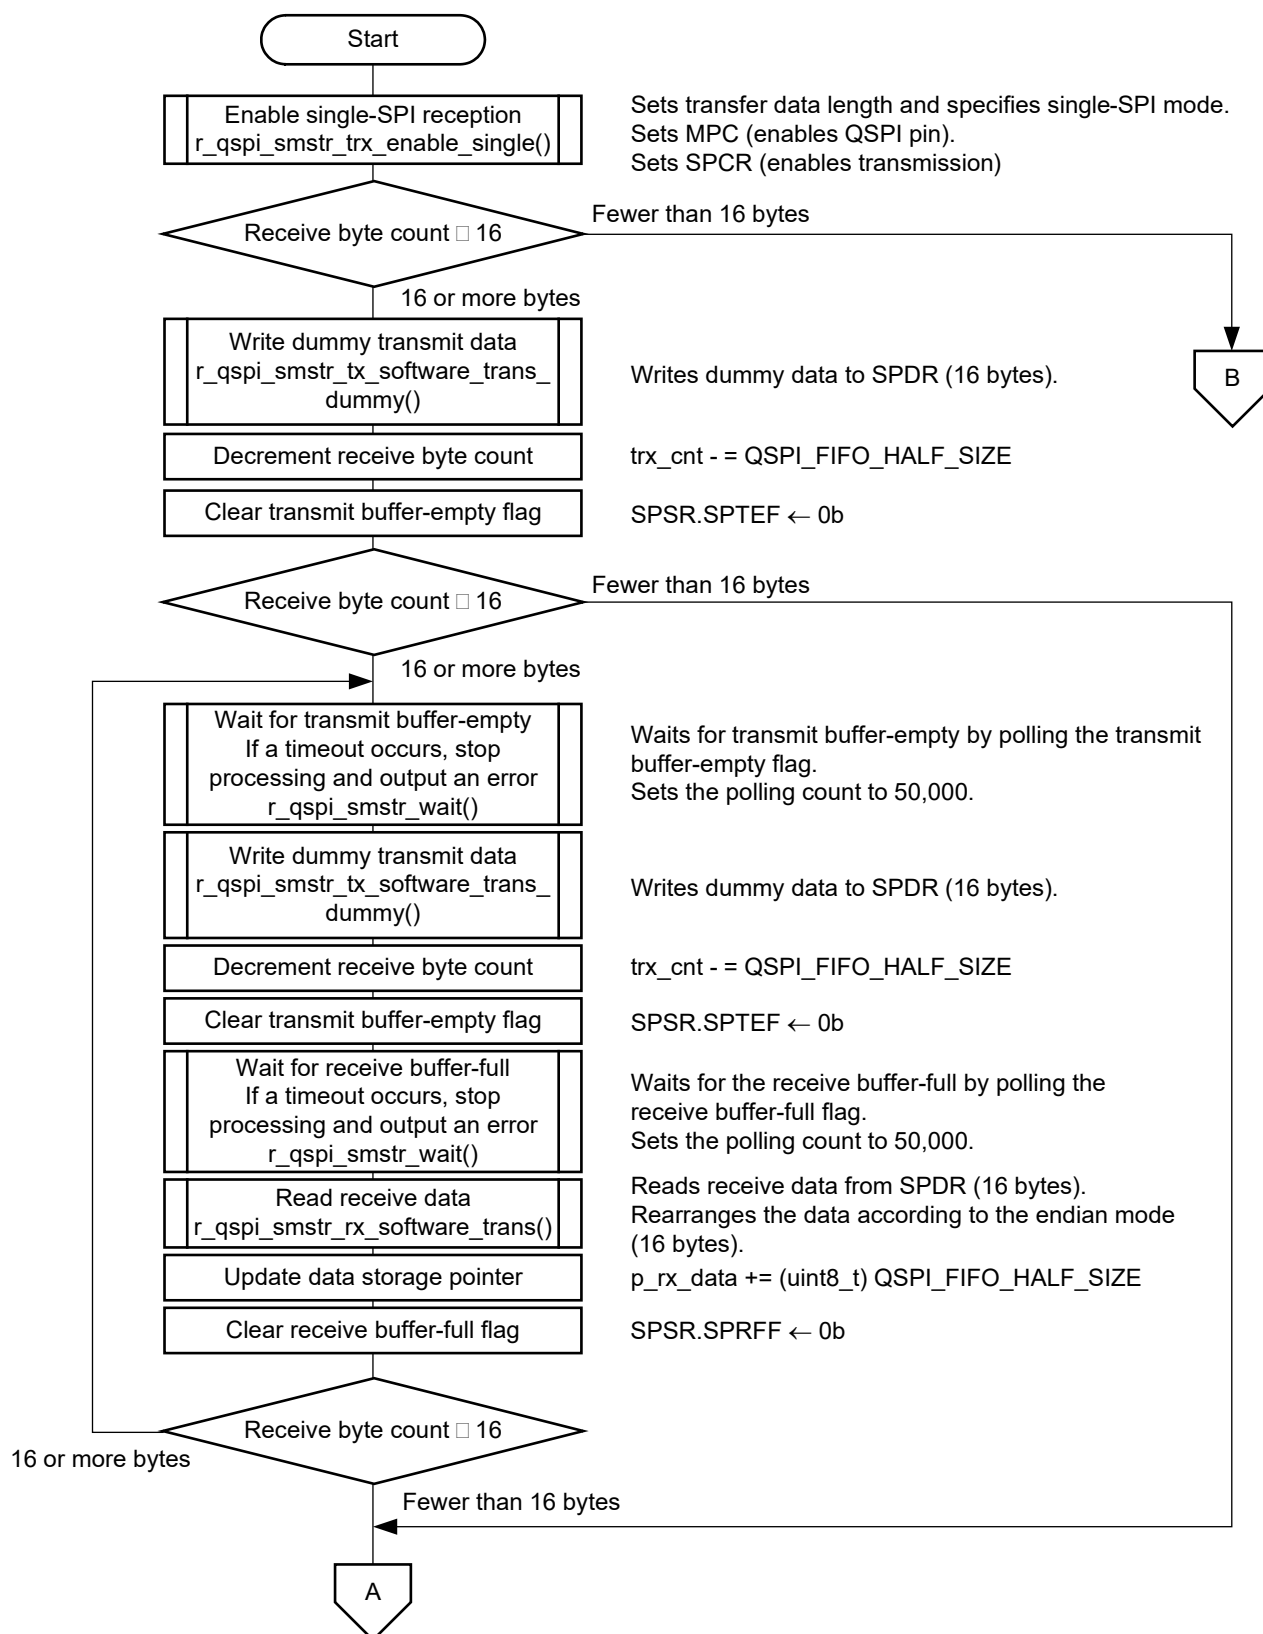 Start
Enable single-SPI reception
r_qspi_smstr_trx_enable_single()
Sets transfer data length and specifies single-SPI mode.
Sets MPC (enables QSPI pin).
Sets SPCR (enables transmission)
Receive byte count □ 16
Fewer than 16 bytes
16 or more bytes
Write dummy transmit data
r_qspi_smstr_tx_software_trans_
dummy()
Writes dummy data to SPDR (16 bytes).
B
Decrement receive byte count
trx_cnt - = QSPI_FIFO_HALF_SIZE
Clear transmit buffer-empty flag
SPSR.SPTEF ← 0b
Receive byte count □ 16
Fewer than 16 bytes
16 or more bytes
Wait for transmit buffer-empty
If a timeout occurs, stop
processing and output an error
r_qspi_smstr_wait()
Waits for transmit buffer-empty by polling the transmit
buffer-empty flag.
Sets the polling count to 50,000.
Write dummy transmit data
r_qspi_smstr_tx_software_trans_
dummy()
Writes dummy data to SPDR (16 bytes).
Decrement receive byte count
trx_cnt - = QSPI_FIFO_HALF_SIZE
Clear transmit buffer-empty flag
SPSR.SPTEF ← 0b
Wait for receive buffer-full
If a timeout occurs, stop
processing and output an error
r_qspi_smstr_wait()
Waits for the receive buffer-full by polling the
receive buffer-full flag.
Sets the polling count to 50,000.
Read receive data
r_qspi_smstr_rx_software_trans()
Reads receive data from SPDR (16 bytes).
Rearranges the data according to the endian mode
(16 bytes).
Update data storage pointer
p_rx_data += (uint8_t) QSPI_FIFO_HALF_SIZE
Clear receive buffer-full flag
SPSR.SPRFF ← 0b
Receive byte count □ 16
16 or more bytes
Fewer than 16 bytes
A